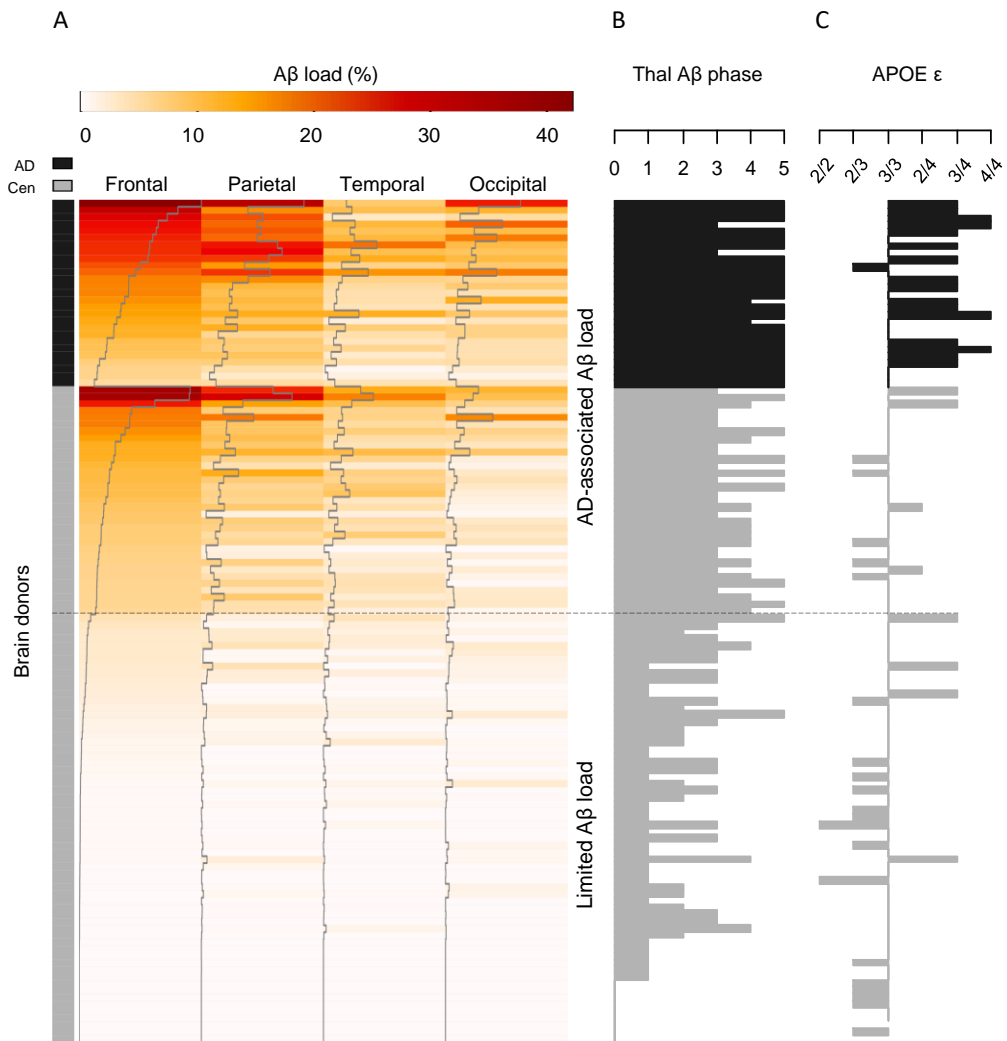 A
B
C
Aβ load (%)
Thal Aβ phase
APOE ε
0 10 20 30 40
0 1 2 3 4 5
2/2 2/3 3/3 2/4 3/4 4/4
AD
Cen
Frontal Parietal Temporal Occipital
Brain donors
AD-associated Aβ load
Limited Aβ load